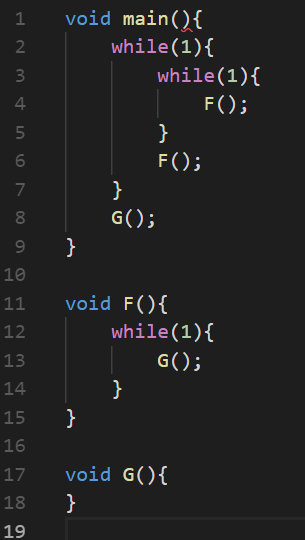 1 void main(){
2     while(1){
3         while(1){
4             F();
5         }
6         F();
7     }
8     G();
9 }
10
11 void F(){
12     while(1){
13         G();
14     }
15 }
16
17 void G(){
18 }
19